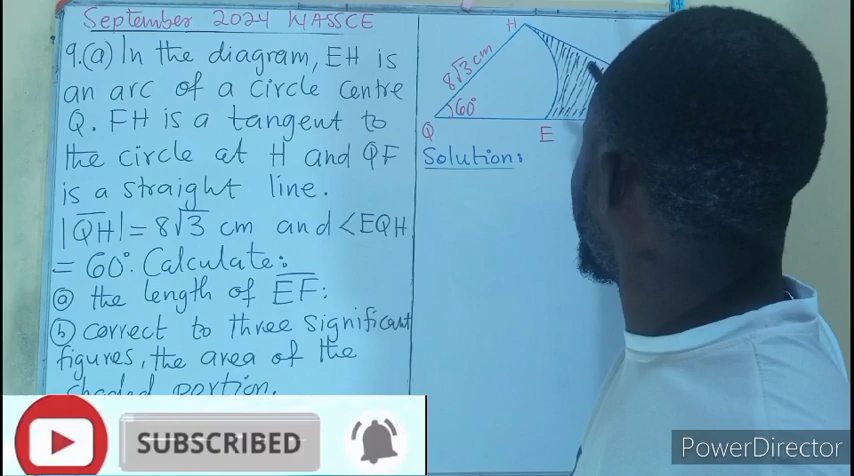 September 2024 WASSCE
9.(a) In the diagram, EH is
an arc of a circle centre
Q. FH is a tangent to
the circle at H and QF
is a straight line.
|QH| = 8√3 cm and <EQH
= 60°. Calculate:
ⓐ the length of EF:
ⓑ correct to three significant
figures, the area of the
shaded portion.
H
8√3 cm
60°
Q
E
Solution:
SUBSCRIBED
PowerDirector